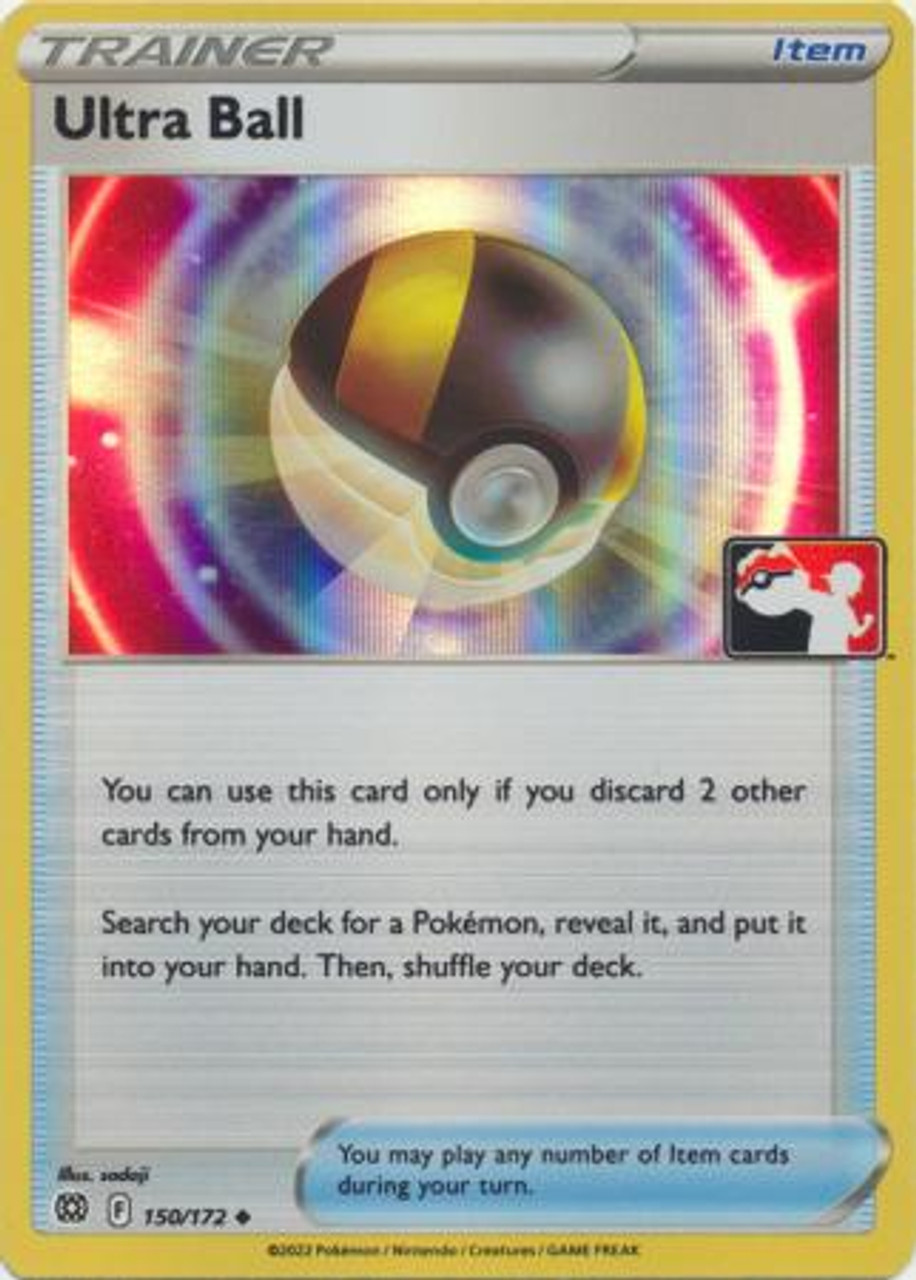 TRAINER Item
Ultra Ball
You can use this card only if you discard 2 other
cards from your hand.
Search your deck for a Pokémon, reveal it, and put it
into your hand. Then, shuffle your deck.
You may play any number of Item cards
during your turn.
Illus. sadaji
F 150/172
©2022 Pokémon / Nintendo / Creatures / GAME FREAK